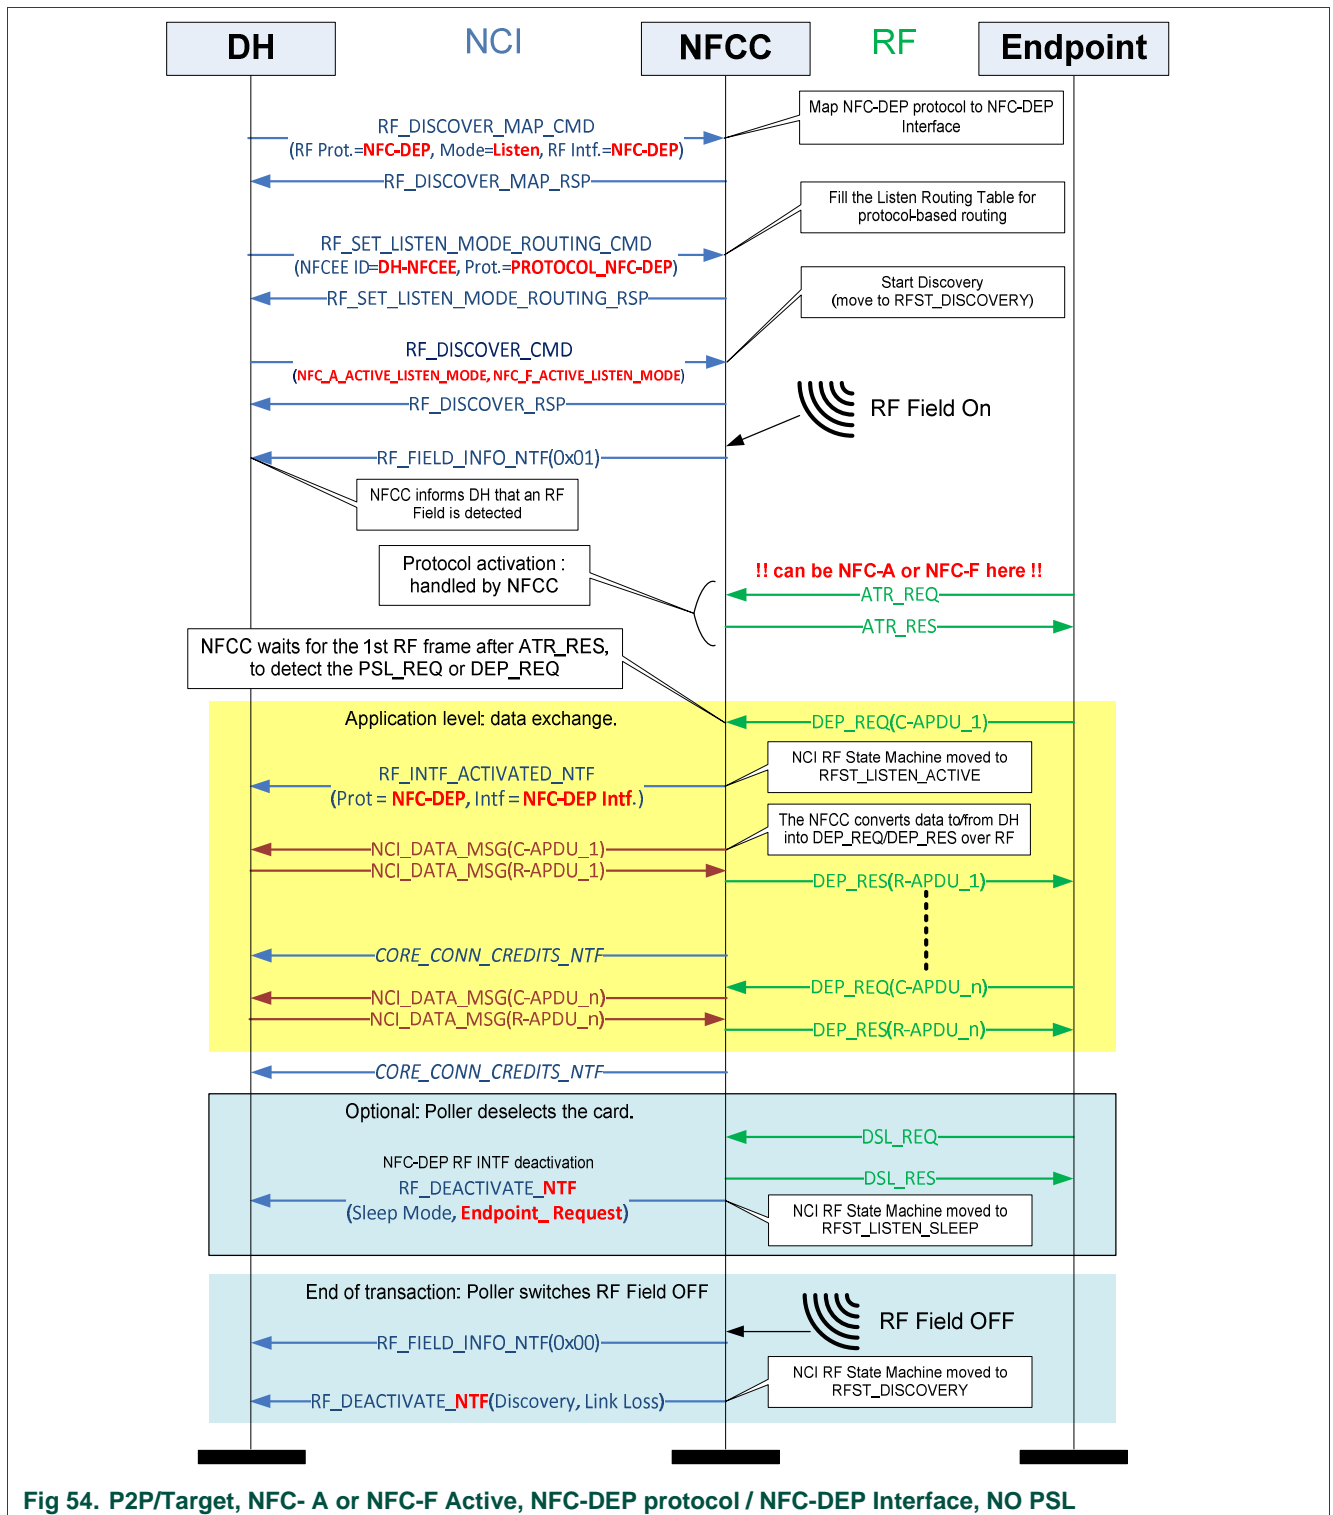 DH
NCI
NFCC
RF
Endpoint
Map NFC-DEP protocol to NFC-DEP
Interface
RF_DISCOVER_MAP_CMD
(RF Prot.=NFC-DEP, Mode=Listen, RF Intf.=NFC-DEP)
RF_DISCOVER_MAP_RSP
Fill the Listen Routing Table for
protocol-based routing
RF_SET_LISTEN_MODE_ROUTING_CMD
(NFCEE ID=DH-NFCEE, Prot.=PROTOCOL_NFC-DEP)
RF_SET_LISTEN_MODE_ROUTING_RSP
Start Discovery
(move to RFST_DISCOVERY)
RF_DISCOVER_CMD
(NFC_A_ACTIVE_LISTEN_MODE, NFC_F_ACTIVE_LISTEN_MODE)
RF_DISCOVER_RSP
RF Field On
RF_FIELD_INFO_NTF(0x01)
NFCC informs DH that an RF
Field is detected
Protocol activation :
handled by NFCC
!! can be NFC-A or NFC-F here !!
ATR_REQ
ATR_RES
NFCC waits for the 1st RF frame after ATR_RES,
to detect the PSL_REQ or DEP_REQ
Application level: data exchange.
DEP_REQ(C-APDU_1)
NCI RF State Machine moved to
RFST_LISTEN_ACTIVE
RF_INTF_ACTIVATED_NTF
(Prot = NFC-DEP, Intf = NFC-DEP Intf.)
The NFCC converts data to/from DH
into DEP_REQ/DEP_RES over RF
NCI_DATA_MSG(C-APDU_1)
NCI_DATA_MSG(R-APDU_1)
DEP_RES(R-APDU_1)
CORE_CONN_CREDITS_NTF
DEP_REQ(C-APDU_n)
NCI_DATA_MSG(C-APDU_n)
NCI_DATA_MSG(R-APDU_n)
DEP_RES(R-APDU_n)
CORE_CONN_CREDITS_NTF
Optional: Poller deselects the card.
DSL_REQ
NFC-DEP RF INTF deactivation
DSL_RES
RF_DEACTIVATE_NTF
(Sleep Mode, Endpoint_ Request)
NCI RF State Machine moved to
RFST_LISTEN_SLEEP
End of transaction: Poller switches RF Field OFF
RF Field OFF
RF_FIELD_INFO_NTF(0x00)
NCI RF State Machine moved to
RFST_DISCOVERY
RF_DEACTIVATE_NTF(Discovery, Link Loss)
Fig 54. P2P/Target, NFC- A or NFC-F Active, NFC-DEP protocol / NFC-DEP Interface, NO PSL